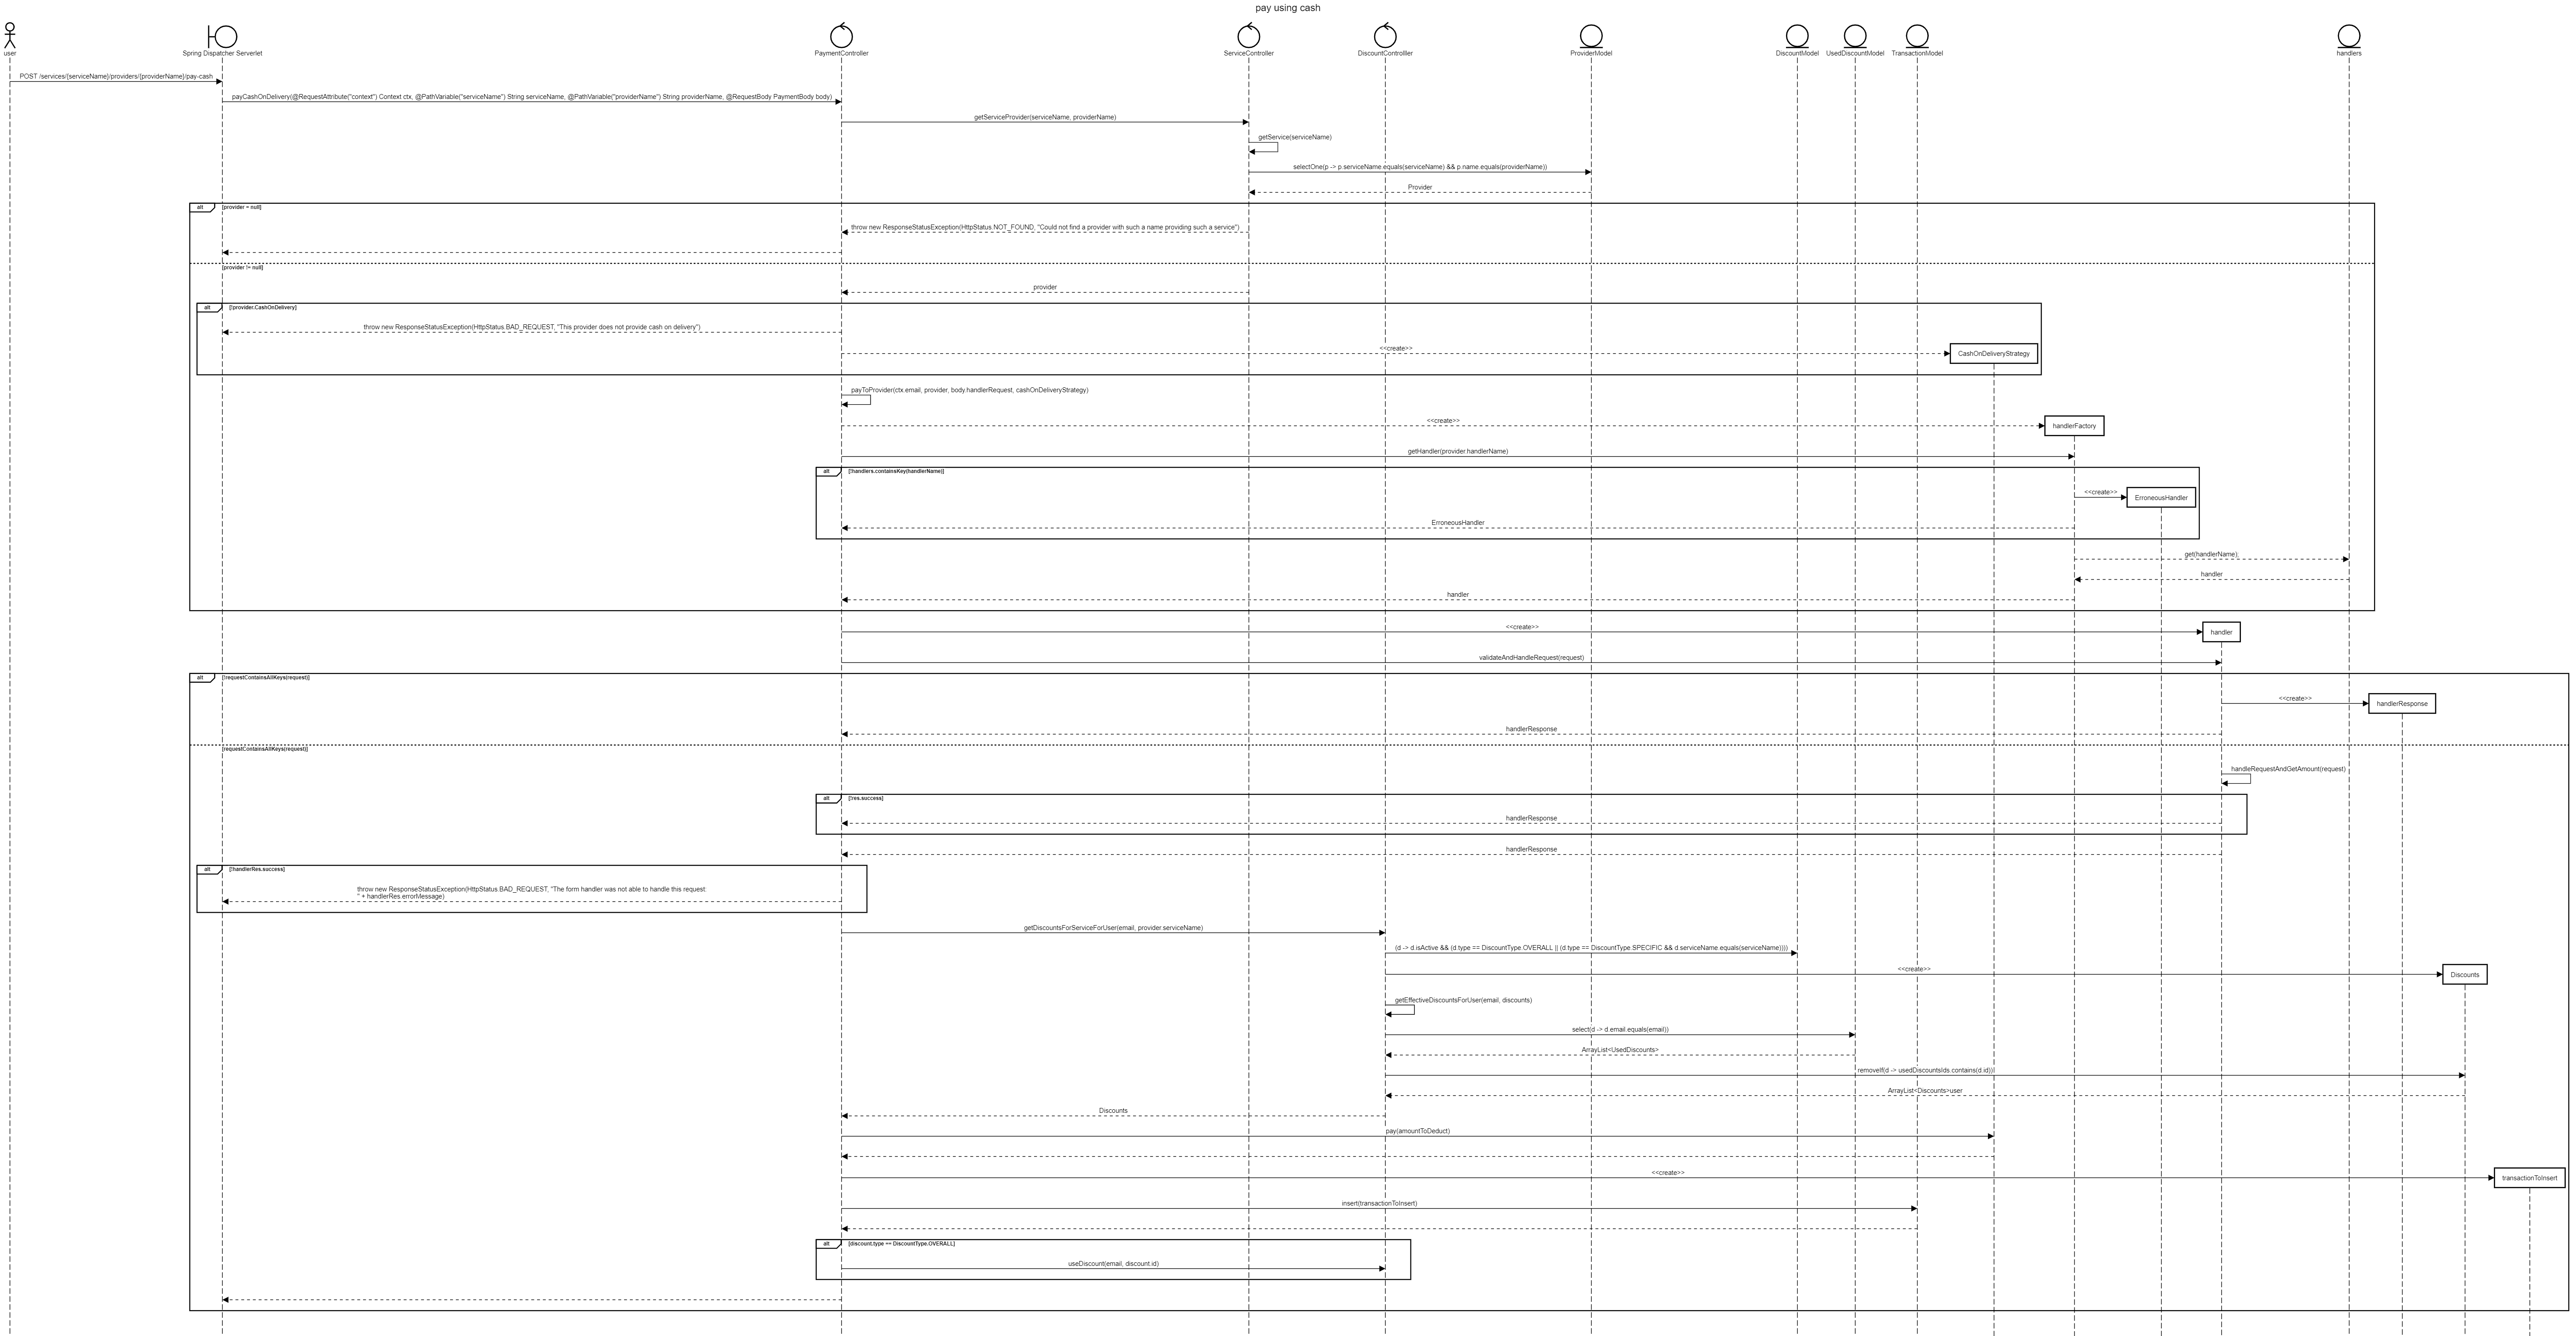 pay using cash
user
Spring Dispatcher Serverlet
PaymentController
ServiceController
DiscountControlller
ProviderModel
DiscountModel
UsedDiscountModel
TransactionModel
handlers
POST /services/{serviceName}/providers/{providerName}/pay-cash
payCashOnDelivery(@RequestAttribute("context") Context ctx, @PathVariable("serviceName") String serviceName, @PathVariable("providerName") String providerName, @RequestBody PaymentBody body)
getServiceProvider(serviceName, providerName)
getService(serviceName)
selectOne(p -> p.serviceName.equals(serviceName) && p.name.equals(providerName))
Provider
alt
[provider = null]
throw new ResponseStatusException(HttpStatus.NOT_FOUND, "Could not find a provider with such a name providing such a service")
[provider != null]
provider
alt
[!provider.CashOnDelivery]
throw new ResponseStatusException(HttpStatus.BAD_REQUEST, "This provider does not provide cash on delivery")
<<create>>
CashOnDeliveryStrategy
payToProvider(ctx.email, provider, body.handlerRequest, cashOnDeliveryStrategy)
<<create>>
handlerFactory
getHandler(provider.handlerName)
alt
[!handlers.containsKey(handlerName)]
<<create>>
ErroneousHandler
ErroneousHandler
get(handlerName);
handler
handler
<<create>>
handler
validateAndHandleRequest(request)
alt
[!requestContainsAllKeys(request)]
<<create>>
handlerResponse
handlerResponse
[requestContainsAllKeys(request)]
handleRequestAndGetAmount(request)
alt
[!res.success]
handlerResponse
handlerResponse
alt
[!handlerRes.success]
throw new ResponseStatusException(HttpStatus.BAD_REQUEST, "The form handler was not able to handle this request:
" + handlerRes.errorMessage)
getDiscountsForServiceForUser(email, provider.serviceName)
(d -> d.isActive && (d.type == DiscountType.OVERALL || (d.type == DiscountType.SPECIFIC && d.serviceName.equals(serviceName))))
<<create>>
Discounts
getEffectiveDiscountsForUser(email, discounts)
select(d -> d.email.equals(email))
ArrayList<UsedDiscounts>
removeIf(d -> usedDiscountsIds.contains(d.id))
ArrayList<Discounts>user
Discounts
pay(amountToDeduct)
<<create>>
transactionToInsert
insert(transactionToInsert)
alt
[discount.type == DiscountType.OVERALL]
useDiscount(email, discount.id)